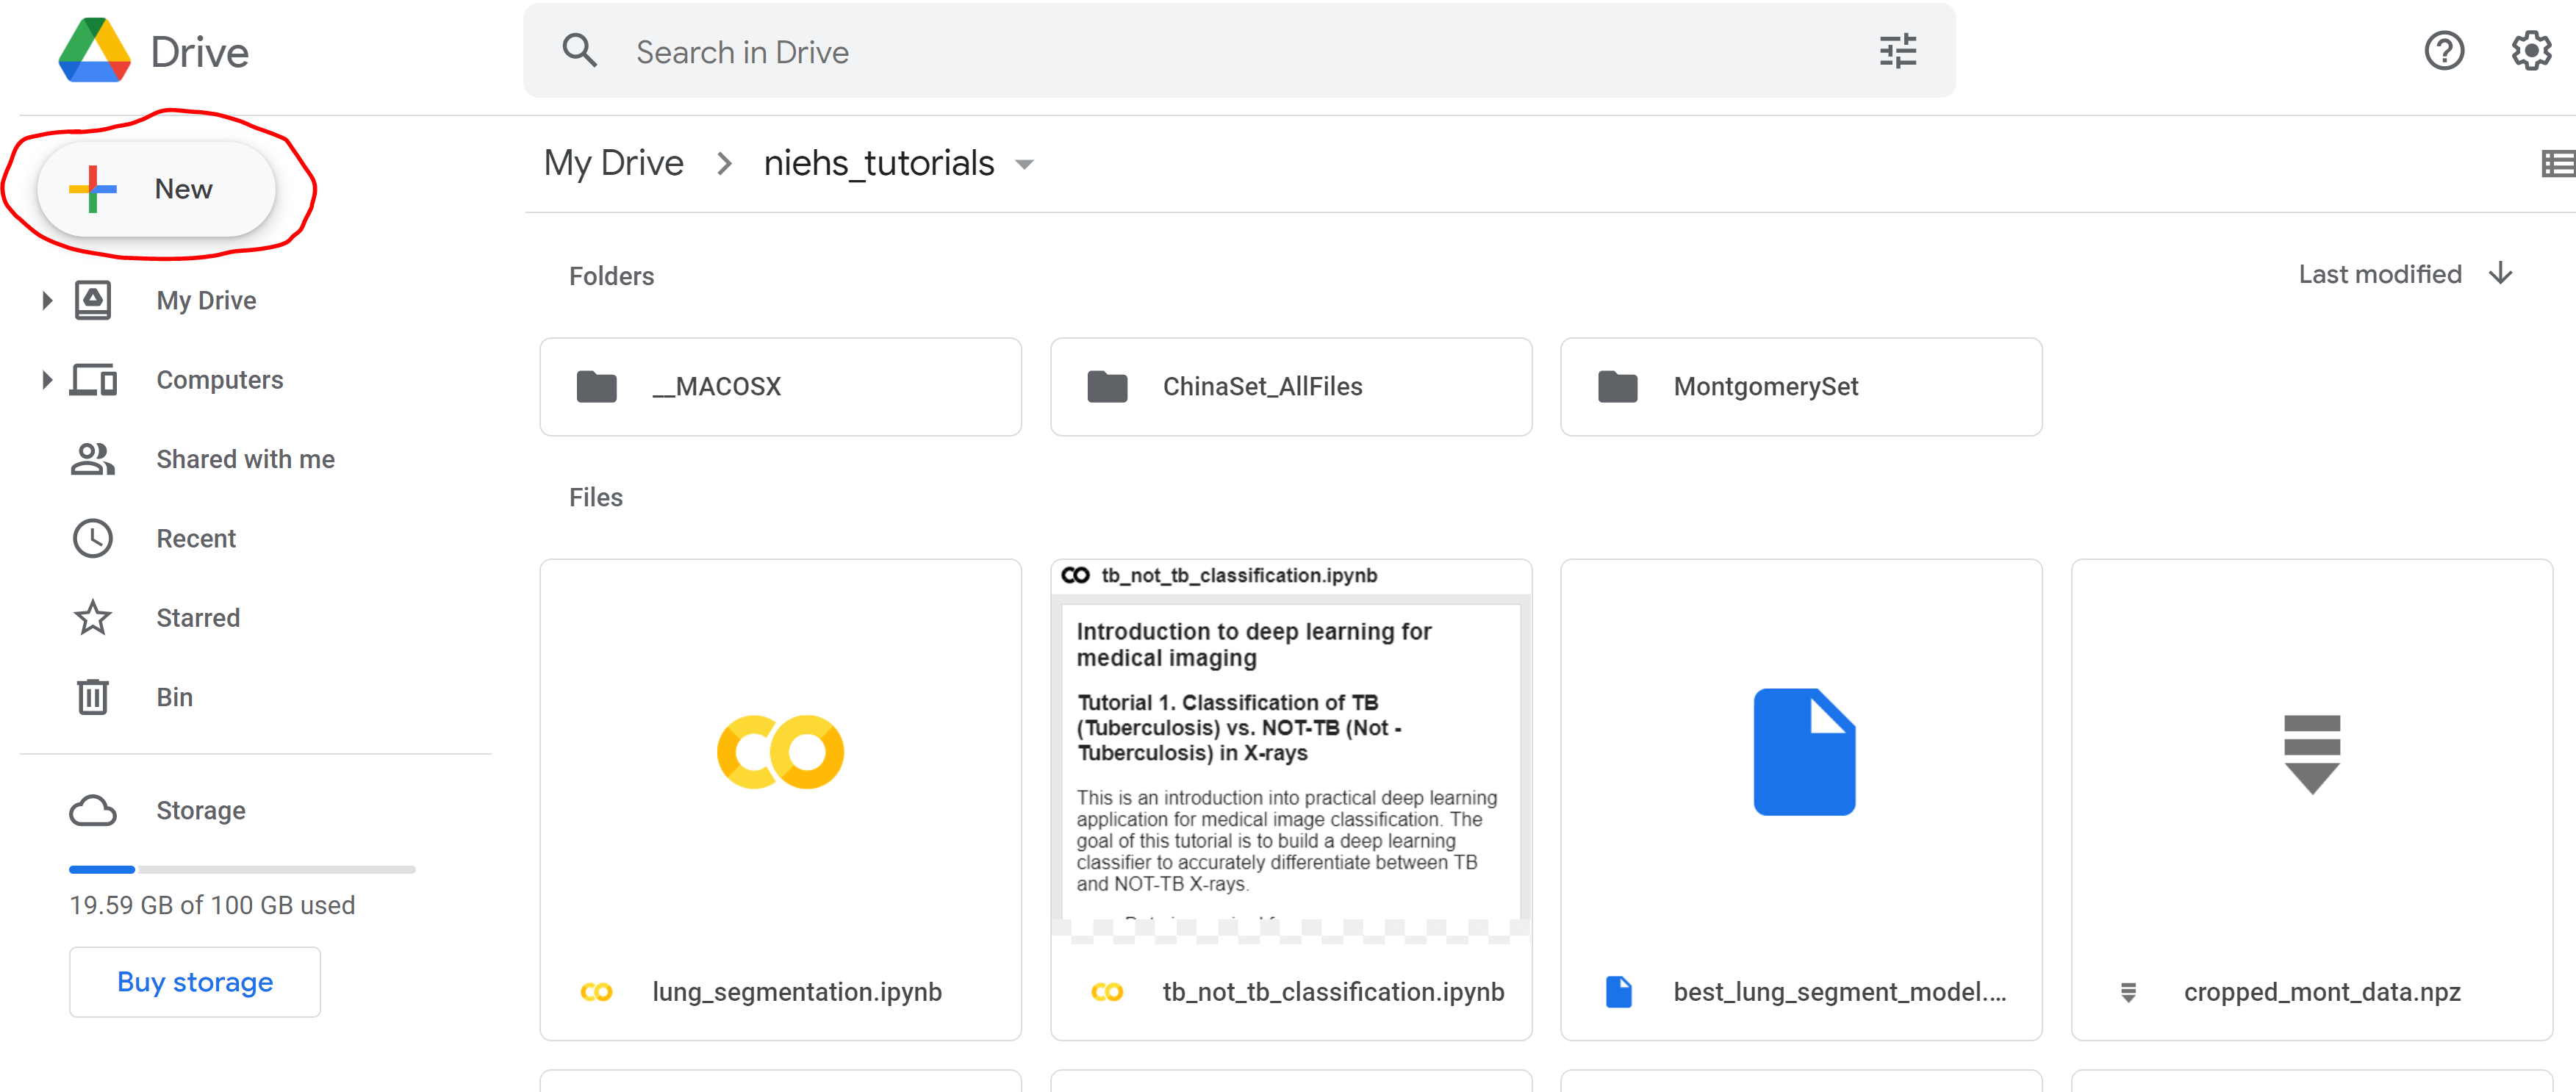 Drive
Search in Drive
New
My Drive
Computers
Shared with me
Recent
Starred
Bin
Storage
19.59 GB of 100 GB used
Buy storage
My Drive > niehs_tutorials
Folders
Last modified
__MACOSX
ChinaSet_AllFiles
MontgomerySet
Files
lung_segmentation.ipynb
tb_not_tb_classification.ipynb
Introduction to deep learning for
medical imaging
Tutorial 1. Classification of TB
(Tuberculosis) vs. NOT-TB (Not -
Tuberculosis) in X-rays
This is an introduction into practical deep learning
application for medical image classification. The
goal of this tutorial is to build a deep learning
classifier to accurately differentiate between TB
and NOT-TB X-rays.
tb_not_tb_classification.ipynb
best_lung_segment_model....
cropped_mont_data.npz